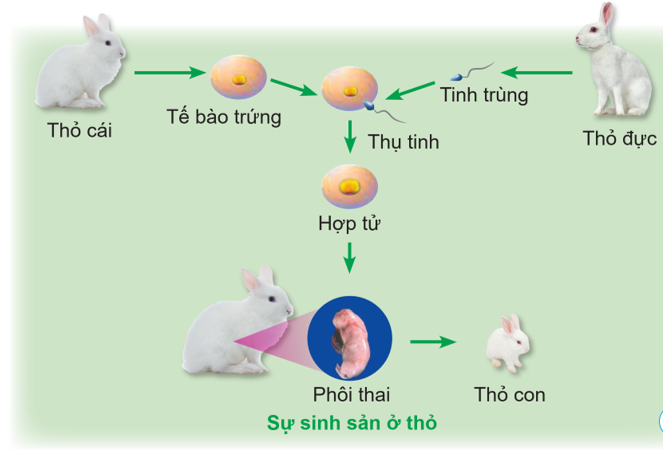 Thỏ cái
Tế bào trứng
Tinh trùng
Thỏ đực
Thụ tinh
Hợp tử
Phôi thai
Thỏ con
Sự sinh sản ở thỏ